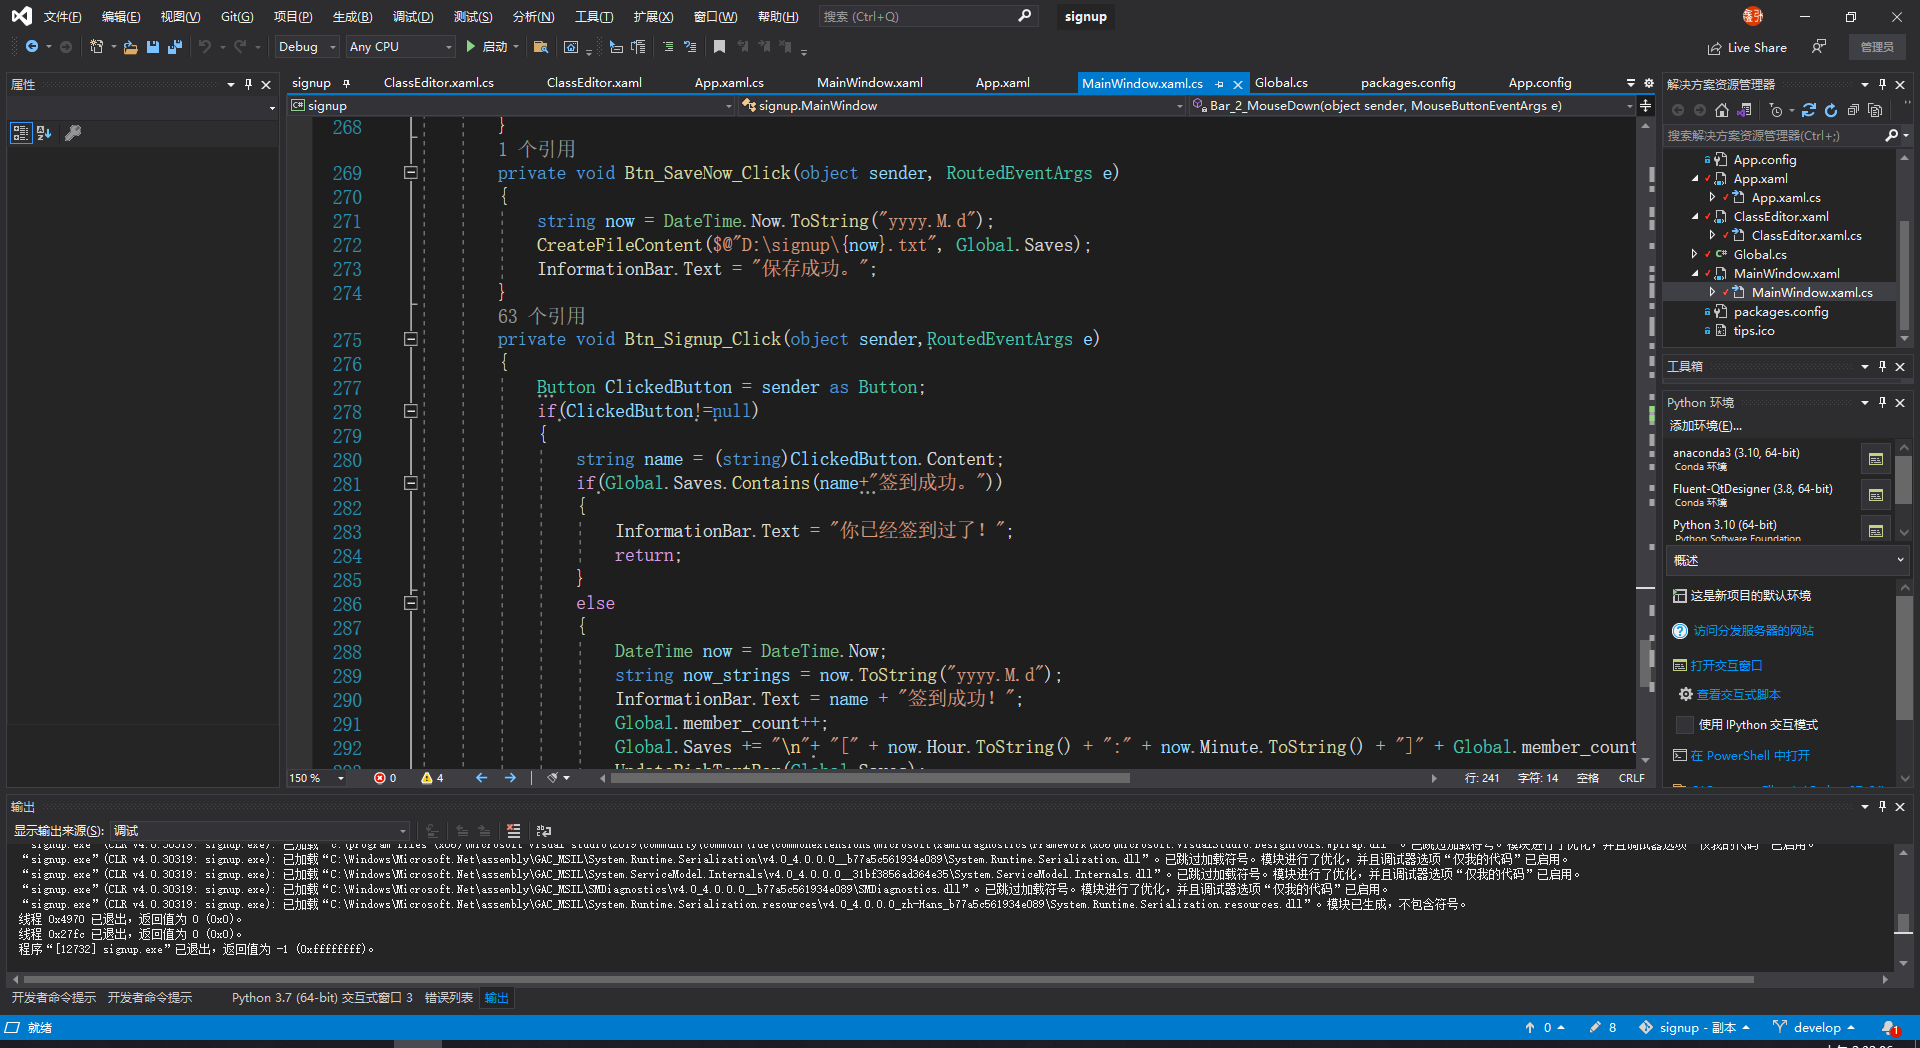 文件(F) 编辑(E) 视图(V) Git(G) 项目(P) 生成(B) 调试(D) 测试(S) 分析(N) 工具(T) 扩展(X) 窗口(W) 帮助(H) 搜索 (Ctrl+Q) signup 鑫张
Debug Any CPU 启动 Live Share 管理员
属性
signup ClassEditor.xaml.cs ClassEditor.xaml App.xaml.cs MainWindow.xaml App.xaml MainWindow.xaml.cs Global.cs packages.config App.config
C# signup signup.MainWindow Bar_2_MouseDown(object sender, MouseButtonEventArgs e)
268 }
1 个引用
269 private void Btn_SaveNow_Click(object sender, RoutedEventArgs e)
270 {
271 string now = DateTime.Now.ToString("yyyy.M.d");
272 CreateFileContent($@"D:\signup\{now}.txt", Global.Saves);
273 InformationBar.Text = "保存成功。";
274 }
63 个引用
275 private void Btn_Signup_Click(object sender,RoutedEventArgs e)
276 {
277 Button ClickedButton = sender as Button;
278 if(ClickedButton!=null)
279 {
280 string name = (string)ClickedButton.Content;
281 if(Global.Saves.Contains(name+"签到成功。"))
282 {
283 InformationBar.Text = "你已经签到过了！";
284 return;
285 }
286 else
287 {
288 DateTime now = DateTime.Now;
289 string now_strings = now.ToString("yyyy.M.d");
290 InformationBar.Text = name + "签到成功！";
291 Global.member_count++;
292 Global.Saves += "\n"+ "[" + now.Hour.ToString() + ":" + now.Minute.ToString() + "]" + Global.member_count
150 % 0 4 行: 241 字符: 14 空格 CRLF
解决方案资源管理器
搜索解决方案资源管理器(Ctrl+;)
App.config
App.xaml
App.xaml.cs
ClassEditor.xaml
ClassEditor.xaml.cs
C# Global.cs
MainWindow.xaml
MainWindow.xaml.cs
packages.config
tips.ico
工具箱
Python 环境
添加环境(E)...
anaconda3 (3.10, 64-bit)
Conda 环境
Fluent-QtDesigner (3.8, 64-bit)
Conda 环境
Python 3.10 (64-bit)
Python Software Foundation
概述
这是新项目的默认环境
访问分发服务器的网站
打开交互窗口
查看交互式脚本
使用 IPython 交互模式
在 PowerShell 中打开
输出
显示输出来源(S): 调试
“signup.exe”(CLR v4.0.30319: signup.exe): 已加载“C:\Windows\Microsoft.Net\assembly\GAC_MSIL\System.Runtime.Serialization\v4.0_4.0.0.0__b77a5c561934e089\System.Runtime.Serialization.dll”。已跳过加载符号。模块进行了优化，并且调试器选项“仅我的代码”已启用。
“signup.exe”(CLR v4.0.30319: signup.exe): 已加载“C:\Windows\Microsoft.Net\assembly\GAC_MSIL\System.ServiceModel.Internals\v4.0_4.0.0.0__31bf3856ad364e35\System.ServiceModel.Internals.dll”。已跳过加载符号。模块进行了优化，并且调试器选项“仅我的代码”已启用。
“signup.exe”(CLR v4.0.30319: signup.exe): 已加载“C:\Windows\Microsoft.Net\assembly\GAC_MSIL\SMDiagnostics\v4.0_4.0.0.0__b77a5c561934e089\SMDiagnostics.dll”。已跳过加载符号。模块进行了优化，并且调试器选项“仅我的代码”已启用。
“signup.exe”(CLR v4.0.30319: signup.exe): 已加载“C:\Windows\Microsoft.Net\assembly\GAC_MSIL\System.Runtime.Serialization.resources\v4.0_4.0.0.0_zh-Hans_b77a5c561934e089\System.Runtime.Serialization.resources.dll”。模块已生成，不包含符号。
线程 0x4970 已退出，返回值为 0 (0x0)。
线程 0x27fc 已退出，返回值为 0 (0x0)。
程序“[12732] signup.exe”已退出，返回值为 -1 (0xffffffff)。
开发者命令提示 开发者命令提示 Python 3.7 (64-bit) 交互式窗口 3 错误列表 输出
就绪 0 8 signup - 副本 develop 1